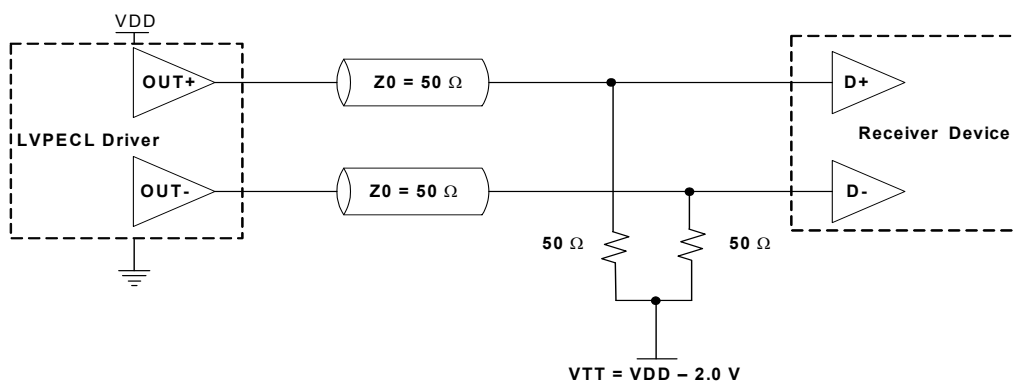 VDD
OUT+
Z0 = 50 Ω
D+
LVPECL Driver
Receiver Device
OUT-
Z0 = 50 Ω
D-
50 Ω
50 Ω
VTT = VDD – 2.0 V